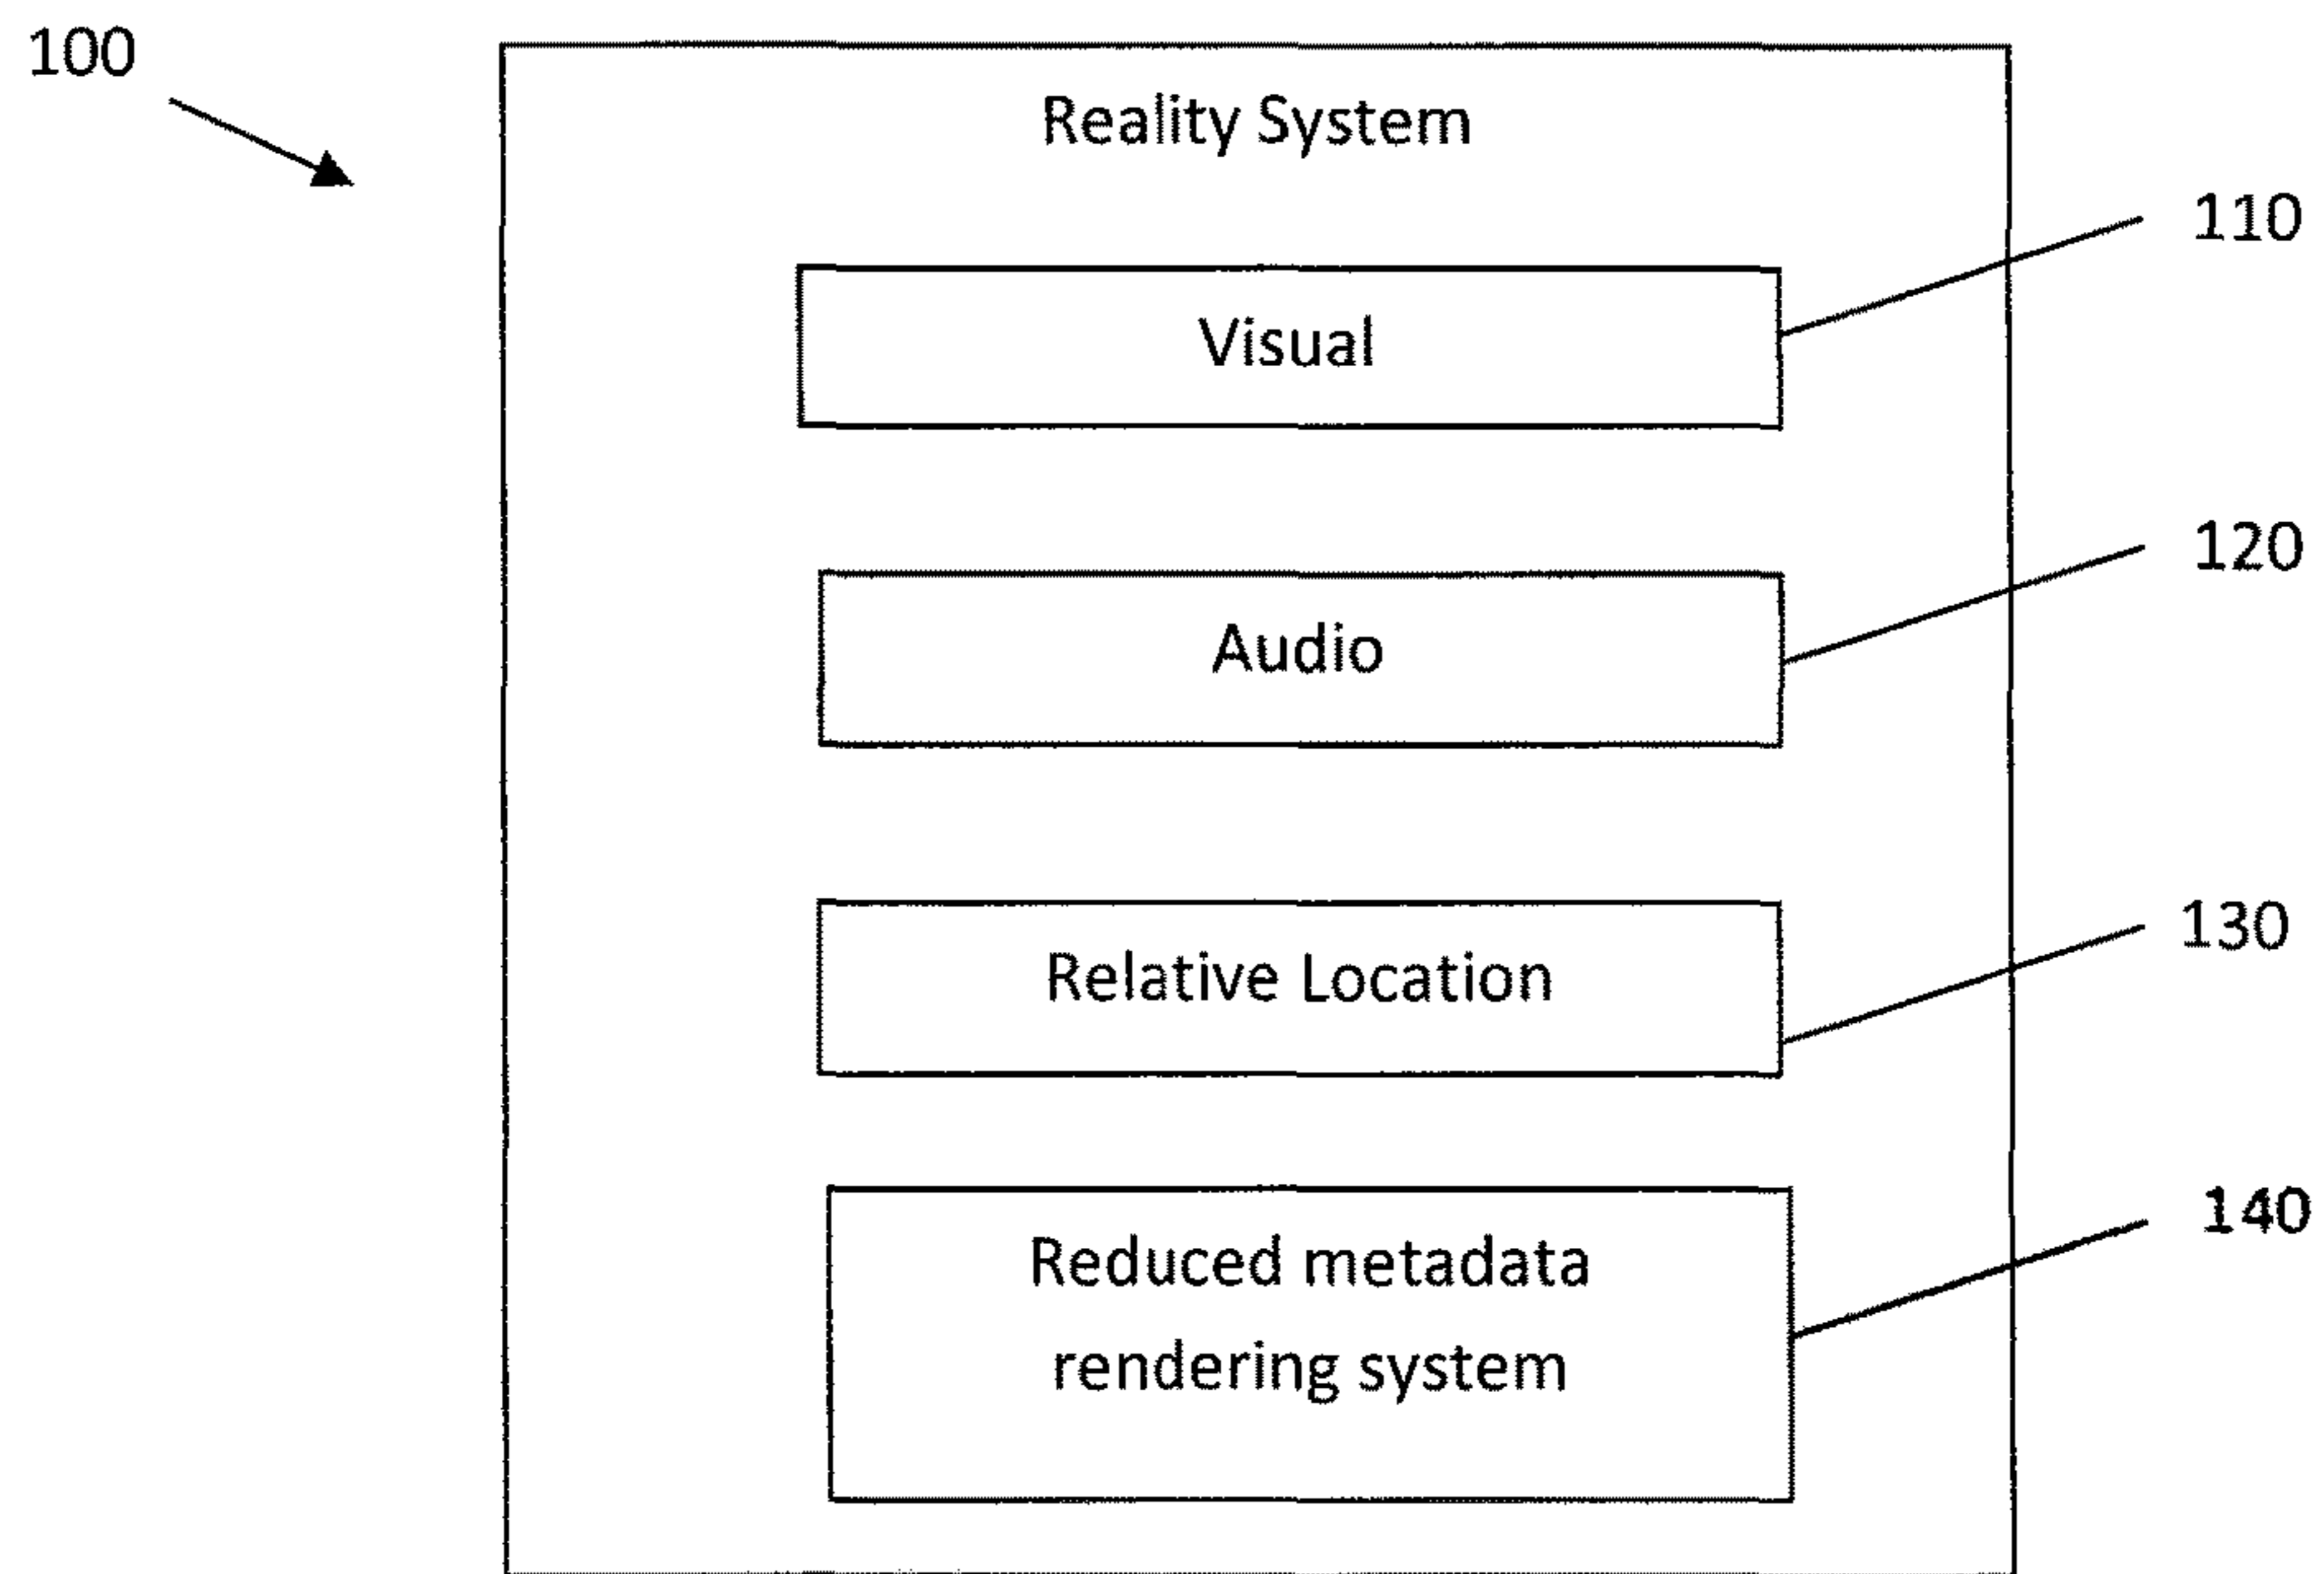 100
Reality System
110
Visual
120
Audio
130
Relative Location
140
Reduced metadata
rendering system